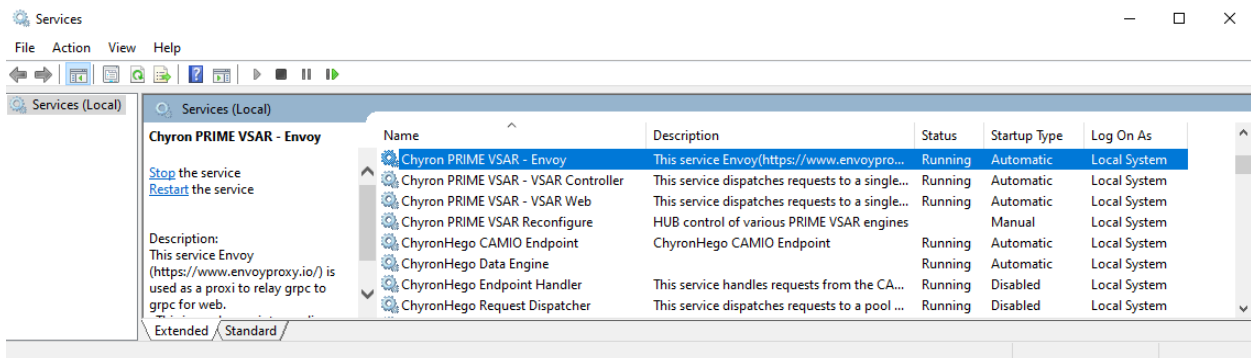 Services
File Action View Help
Services (Local)
Services (Local)
Chyron PRIME VSAR - Envoy
Stop the service
Restart the service
Description:
This service Envoy
(https://www.envoyproxy.io/) is
used as a proxi to relay grpc to
grpc for web.
Name Description Status Startup Type Log On As
Chyron PRIME VSAR - Envoy This service Envoy(https://www.envoypro... Running Automatic Local System
Chyron PRIME VSAR - VSAR Controller This service dispatches requests to a single... Running Automatic Local System
Chyron PRIME VSAR - VSAR Web This service dispatches requests to a single... Running Automatic Local System
Chyron PRIME VSAR Reconfigure HUB control of various PRIME VSAR engines Manual Local System
ChyronHego CAMIO Endpoint ChyronHego CAMIO Endpoint Running Automatic Local System
ChyronHego Data Engine Running Automatic Local System
ChyronHego Endpoint Handler This service handles requests from the CA... Running Disabled Local System
ChyronHego Request Dispatcher This service dispatches requests to a pool ... Running Disabled Local System
Extended Standard